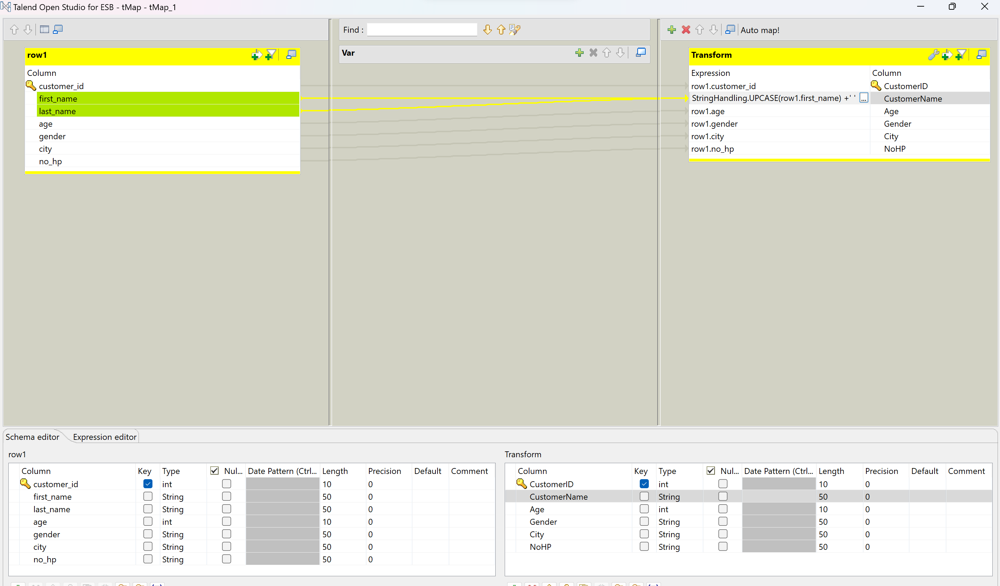 Talend Open Studio for ESB - tMap - tMap_1
Find :
Auto map!
row1
Column
customer_id
first_name
last_name
age
gender
city
no_hp
Var
Transform
Expression Column
row1.customer_id CustomerID
StringHandling.UPCASE(row1.first_name) +' ' ... CustomerName
row1.age Age
row1.gender Gender
row1.city City
row1.no_hp NoHP
Schema editor Expression editor
row1
Column Key Type Nul... Date Pattern (Ctrl... Length Precision Default Comment
customer_id int 10 0
first_name String 50 0
last_name String 50 0
age int 10 0
gender String 50 0
city String 50 0
no_hp String 50 0
Transform
Column Key Type Nul... Date Pattern (Ctrl... Length Precision Default Comment
CustomerID int 10 0
CustomerName String 50 0
Age int 10 0
Gender String 50 0
City String 50 0
NoHP String 50 0